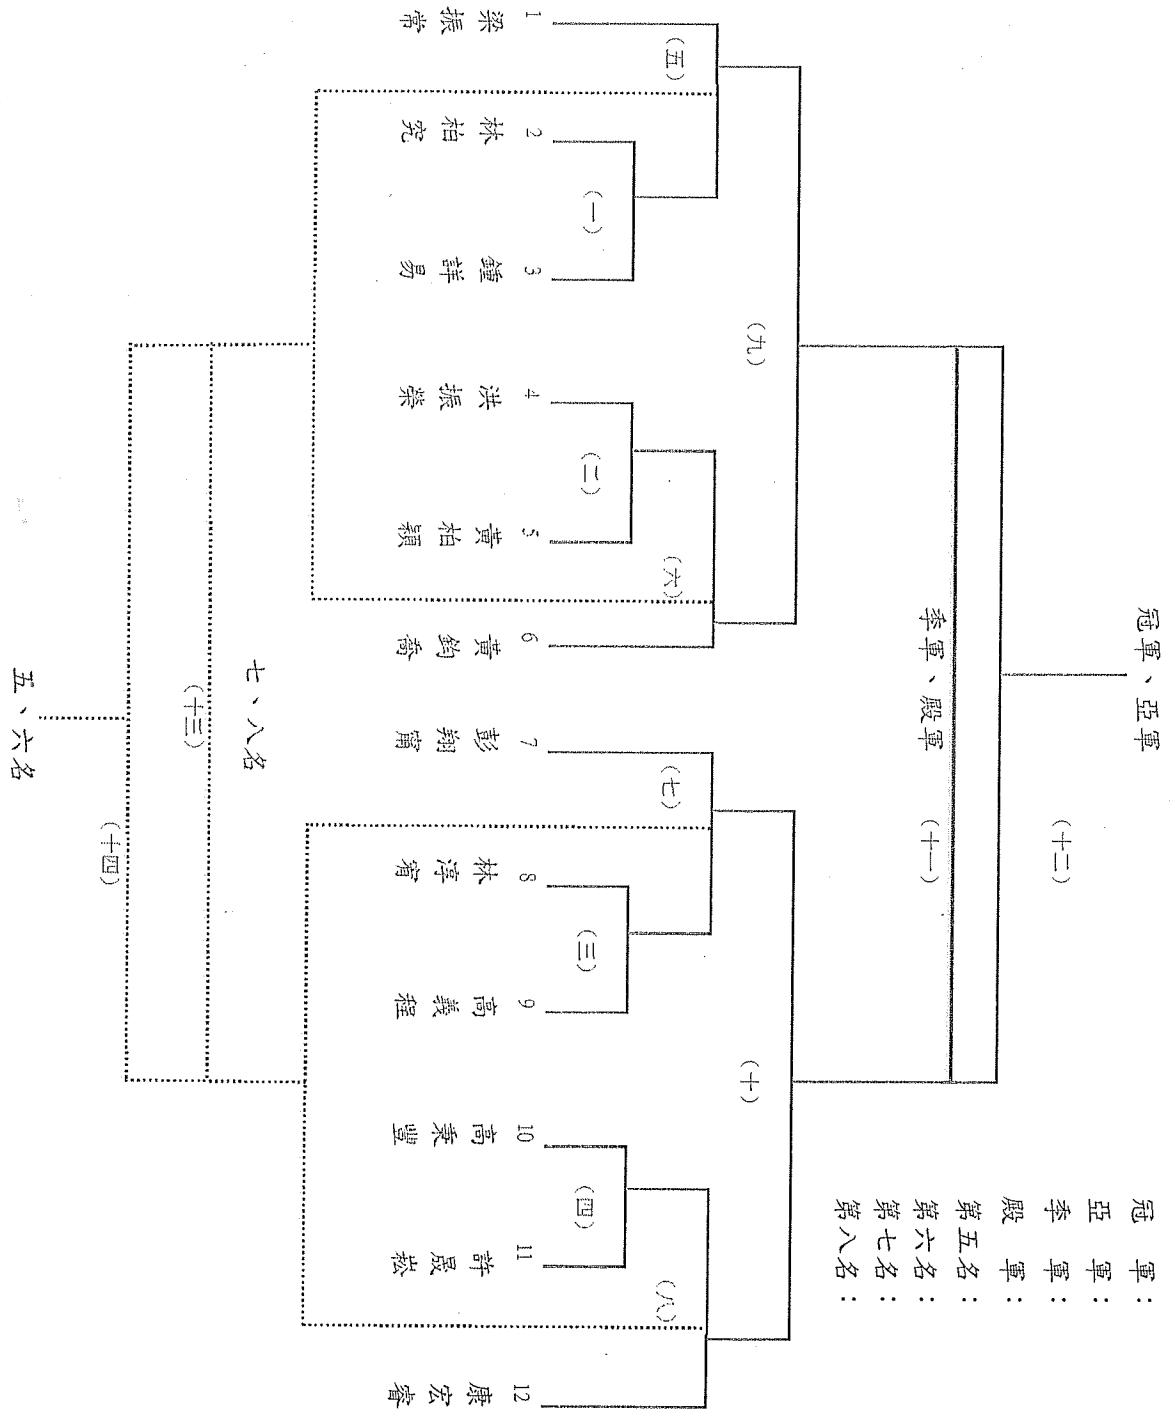 冠軍、亞軍
(十二)
季軍、殿軍
(十一)
(九)
(十)
(五)
(六)
(七)
(八)
(一)
(二)
(三)
(四)
1 梁振常
2 林柏究
3 鍾詳易
4 洪振榮
5 黃柏穎
6 黃鈞喬
7 彭翔甯
8 林淳宥
9 高義程
10 高秉豐
11 許晟崧
12 康宏睿
七、八名
(十三)
(十四)
五、六名
冠軍：
亞軍：
季軍：
殿軍：
第五名：
第六名：
第七名：
第八名：